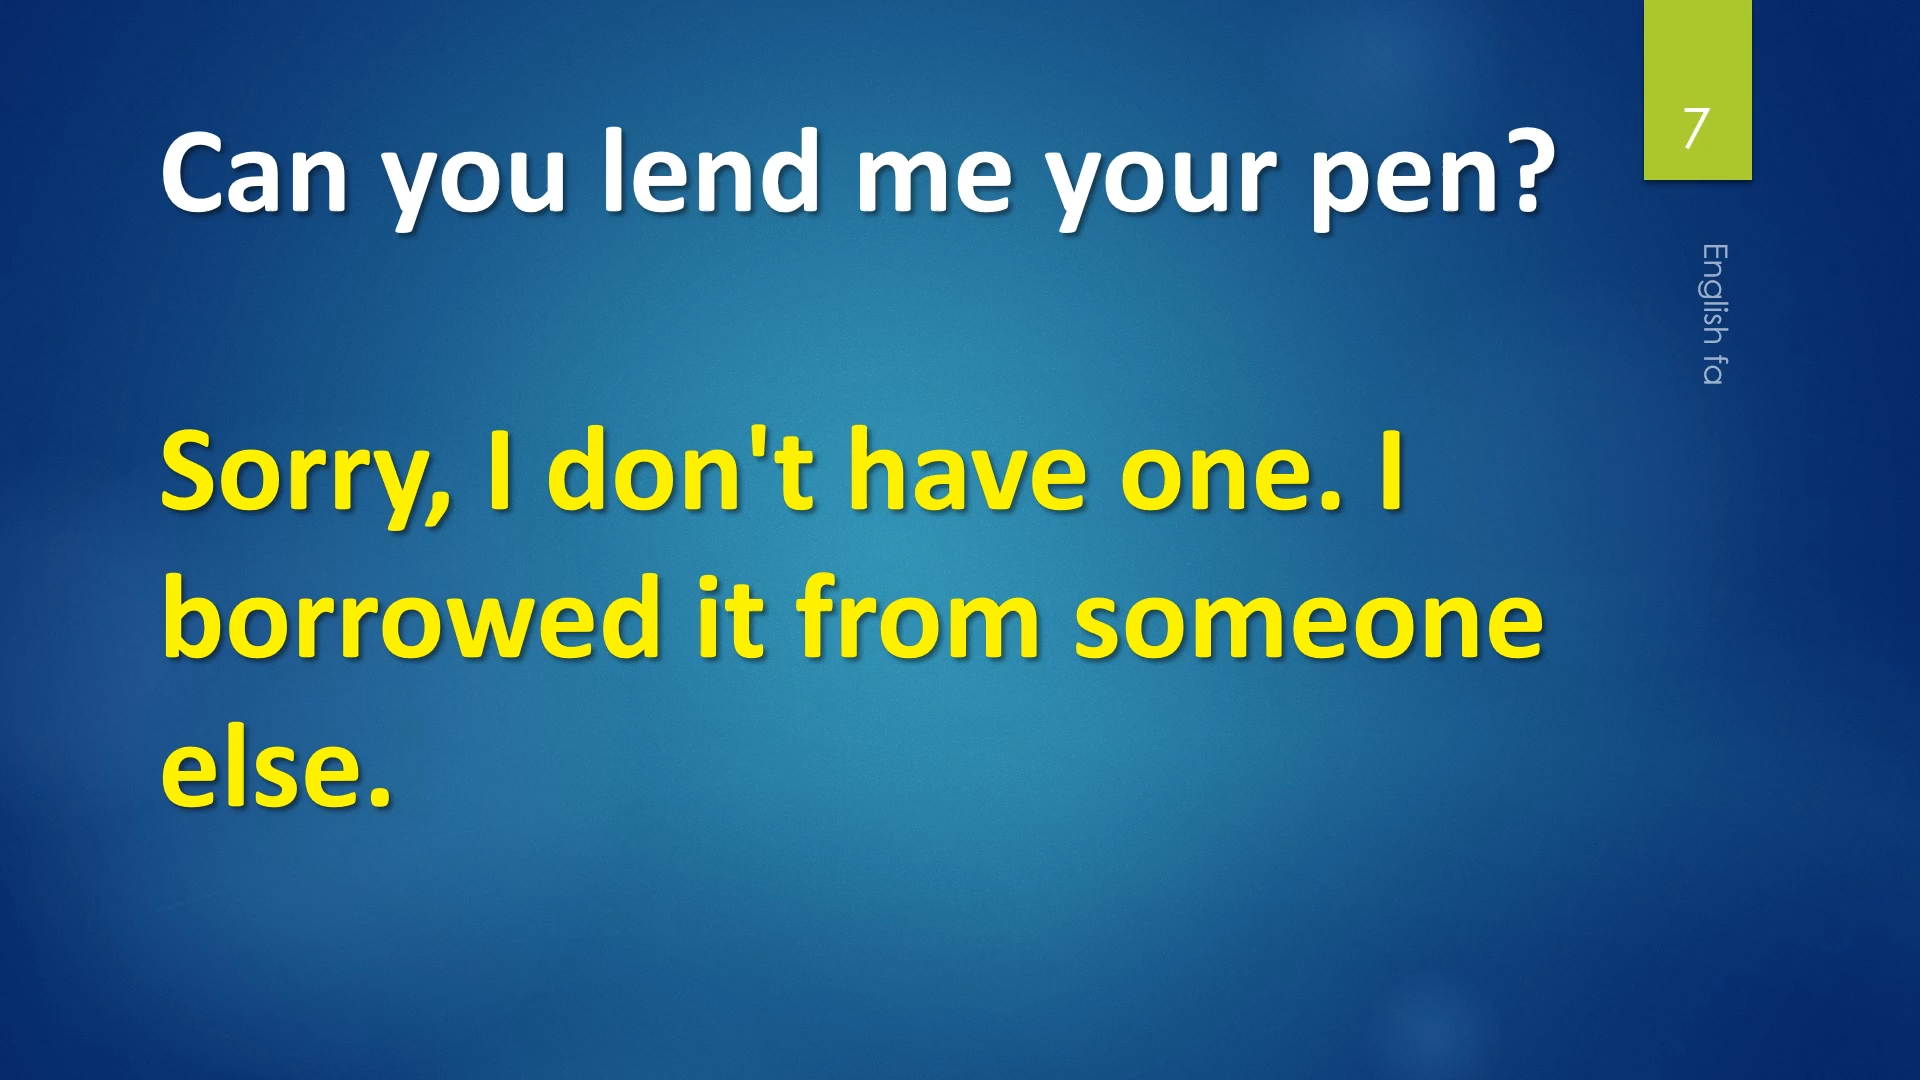 Can you lend me your pen?
7
English fa
Sorry, I don't have one. I
borrowed it from someone
else.